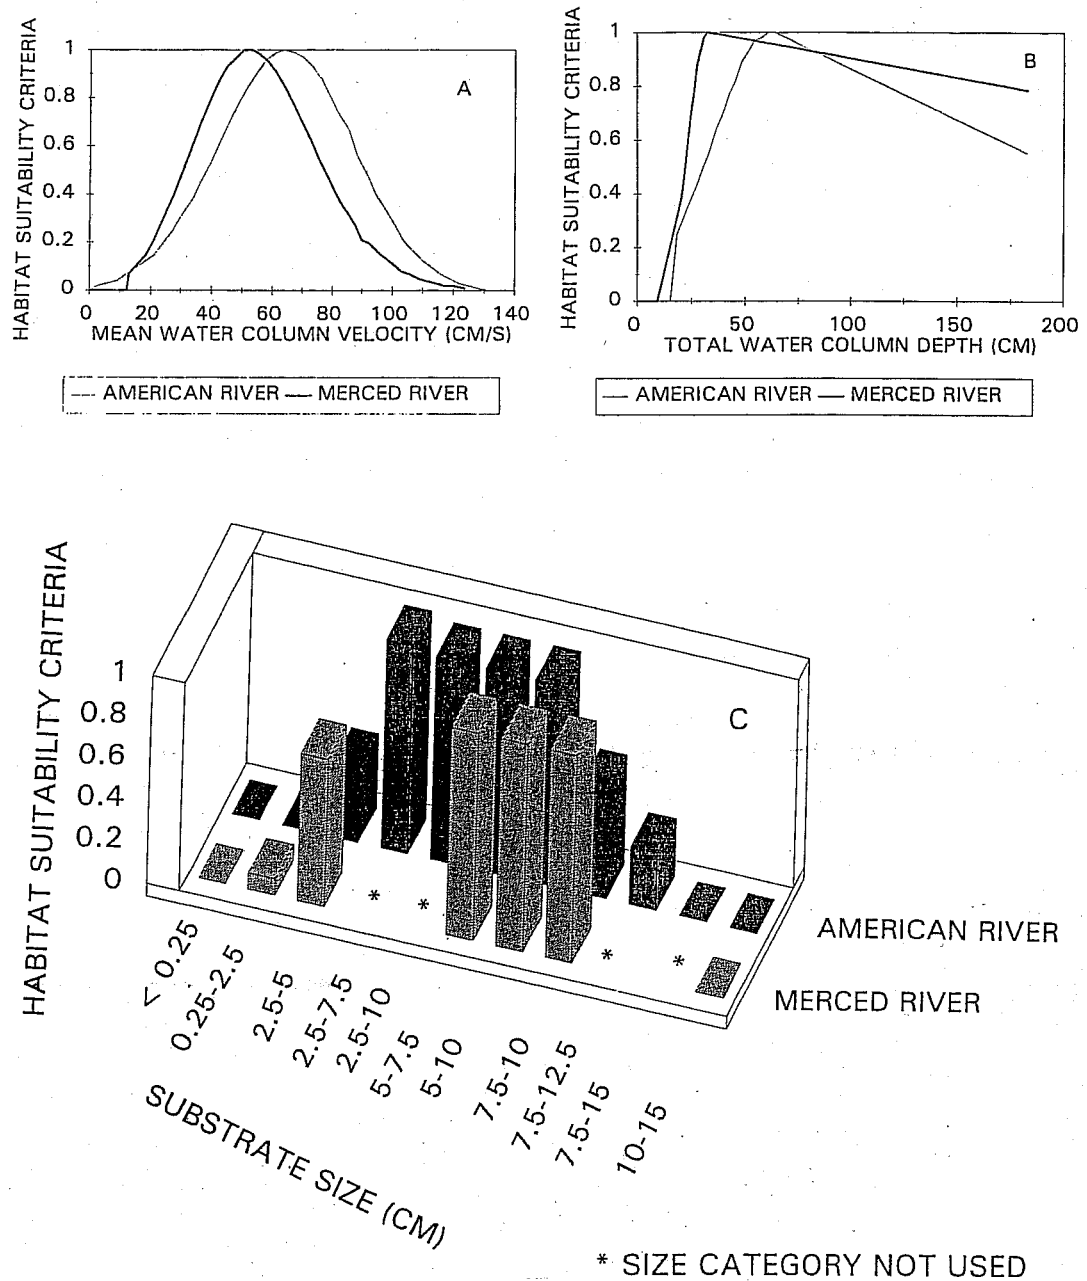 HABITAT SUITABILITY CRITERIA
1
0.8
0.6
0.4
0.2
0
A
0 20 40 60 80 100 120 140
MEAN WATER COLUMN VELOCITY (CM/S)
AMERICAN RIVER MERCED RIVER
HABITAT SUITABILITY CRITERIA
1
0.8
0.6
0.4
0.2
0
B
0 50 100 150 200
TOTAL WATER COLUMN DEPTH (CM)
AMERICAN RIVER MERCED RIVER
HABITAT SUITABILITY CRITERIA
1
0.8
0.6
0.4
0.2
0
C
* * * *
AMERICAN RIVER
MERCED RIVER
< 0.25
0.25-2.5
2.5-5
2.5-7.5
2.5-10
5-7.5
5-10
7.5-10
7.5-12.5
7.5-15
10-15
SUBSTRATE SIZE (CM)
* SIZE CATEGORY NOT USED